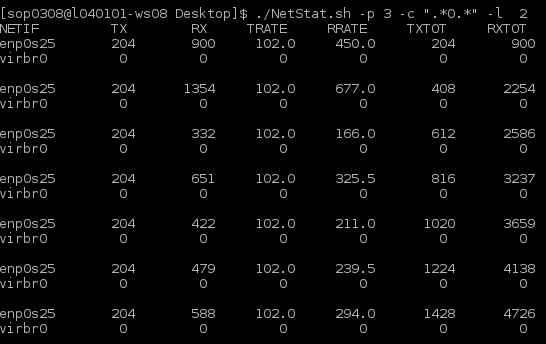 [sop0308@l040101-ws08 Desktop]$ ./NetStat.sh -p 3 -c ".*0.*" -l  2
NETIF TX RX TRATE RRATE TXTOT RXTOT
enp0s25 204 900 102.0 450.0 204 900
virbr0 0 0 0 0 0 0
enp0s25 204 1354 102.0 677.0 408 2254
virbr0 0 0 0 0 0 0
enp0s25 204 332 102.0 166.0 612 2586
virbr0 0 0 0 0 0 0
enp0s25 204 651 102.0 325.5 816 3237
virbr0 0 0 0 0 0 0
enp0s25 204 422 102.0 211.0 1020 3659
virbr0 0 0 0 0 0 0
enp0s25 204 479 102.0 239.5 1224 4138
virbr0 0 0 0 0 0 0
enp0s25 204 588 102.0 294.0 1428 4726
virbr0 0 0 0 0 0 0